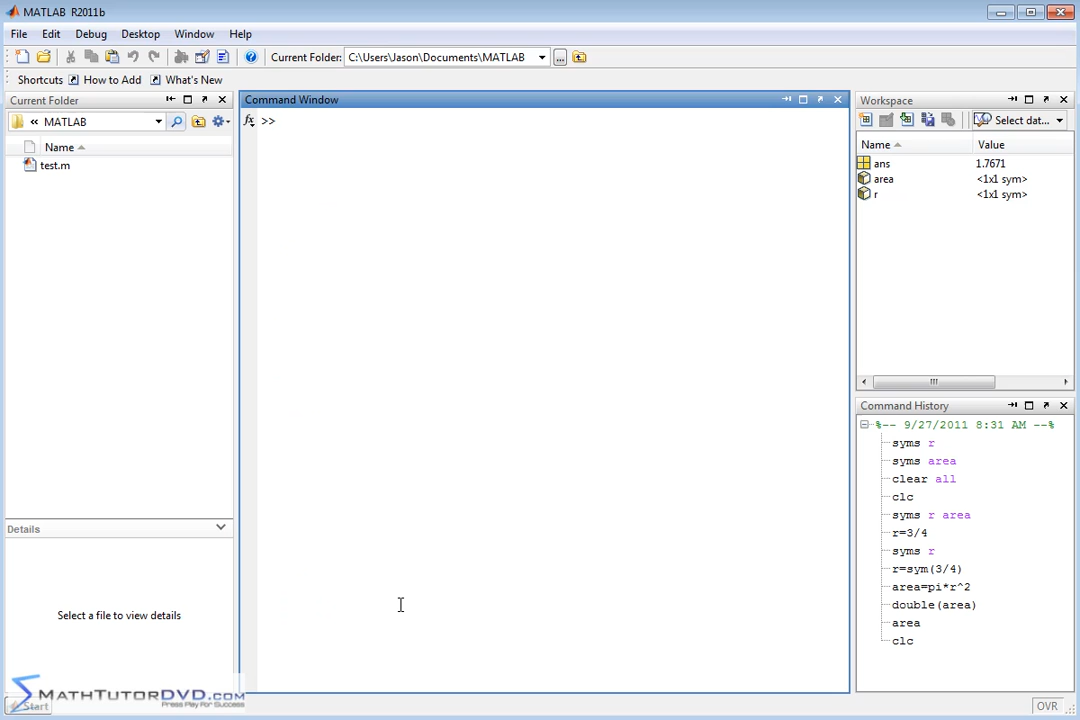 MATLAB R2011b
File Edit Debug Desktop Window Help
Current Folder: C:\Users\Jason\Documents\MATLAB ...
Shortcuts How to Add What's New
Current Folder
« MATLAB
Name
test.m
Details
Select a file to view details
Command Window
fx >>
Workspace
Select dat...
Name Value
ans 1.7671
area <1x1 sym>
r <1x1 sym>
Command History
%-- 9/27/2011 8:31 AM --%
syms r
syms area
clear all
clc
syms r area
r=3/4
syms r
r=sym(3/4)
area=pi*r^2
double(area)
area
clc
MATHTUTORDVD.COM
PRESS PLAY FOR SUCCESS
Start
OVR